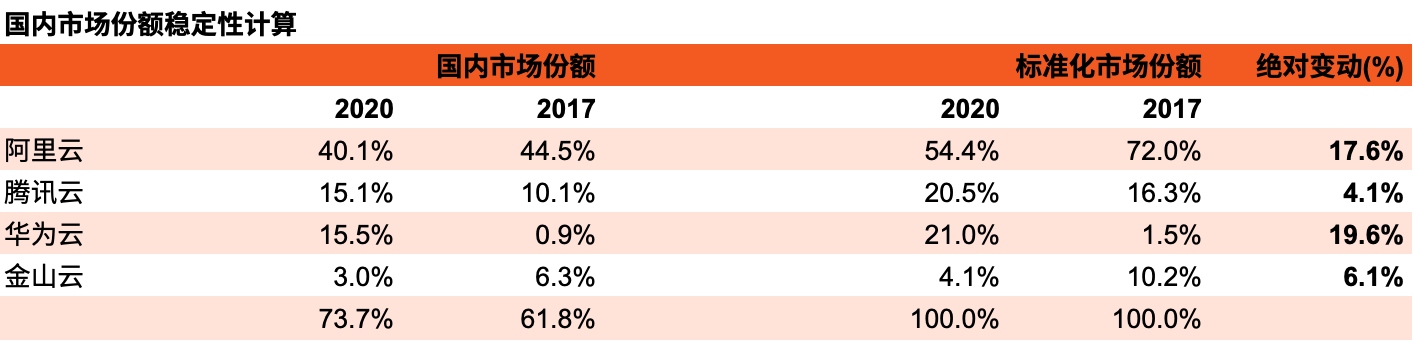 国内市场份额稳定性计算
国内市场份额 标准化市场份额 绝对变动(%)
2020 2017 2020 2017
阿里云 40.1% 44.5% 54.4% 72.0% 17.6%
腾讯云 15.1% 10.1% 20.5% 16.3% 4.1%
华为云 15.5% 0.9% 21.0% 1.5% 19.6%
金山云 3.0% 6.3% 4.1% 10.2% 6.1%
73.7% 61.8% 100.0% 100.0%